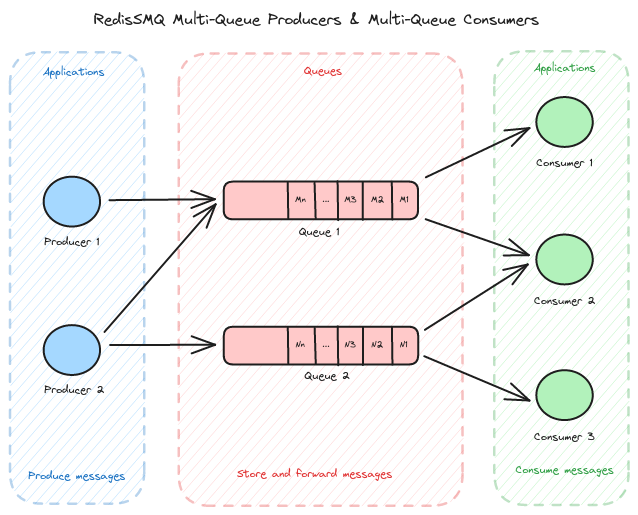 RedisSMQ Multi-Queue Producers & Multi-Queue Consumers
Applications
Queues
Applications
Consumer 1
Mn ... M3 M2 M1
Queue 1
Producer 1
Consumer 2
Nn ... N3 N2 N1
Queue 2
Producer 2
Consumer 3
Produce messages
Store and forward messages
Consume messages